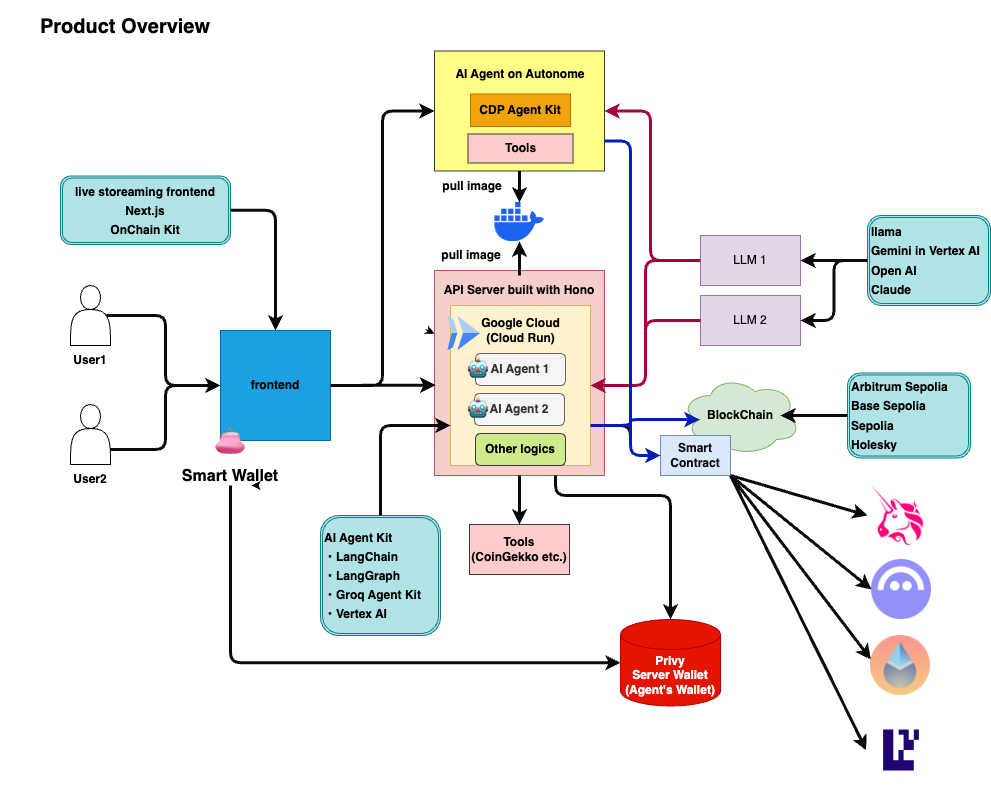 Product Overview
AI Agent on Autonome
CDP Agent Kit
Tools
pull image
live storeaming frontend
Next.js
OnChain Kit
pull image
User1
User2
frontend
Smart Wallet
API Server built with Hono
Google Cloud
(Cloud Run)
AI Agent 1
AI Agent 2
Other logics
LLM 1
LLM 2
llama
Gemini in Vertex AI
Open AI
Claude
BlockChain
Arbitrum Sepolia
Base Sepolia
Sepolia
Holesky
Smart
Contract
AI Agent Kit
・LangChain
・LangGraph
・Groq Agent Kit
・Vertex AI
Tools
(CoinGekko etc.)
Privy
Server Wallet
(Agent's Wallet)